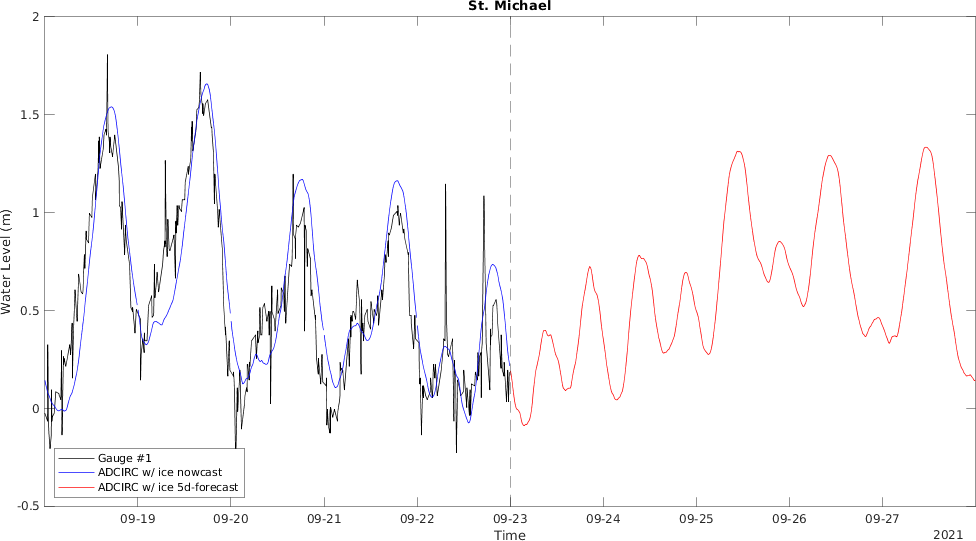 St. Michael
2
1.5
1
0.5
0
-0.5
Water Level (m)
Gauge #1
ADCIRC w/ ice nowcast
ADCIRC w/ ice 5d-forecast
09-19 09-20 09-21 09-22 09-23 09-24 09-25 09-26 09-27
Time
2021